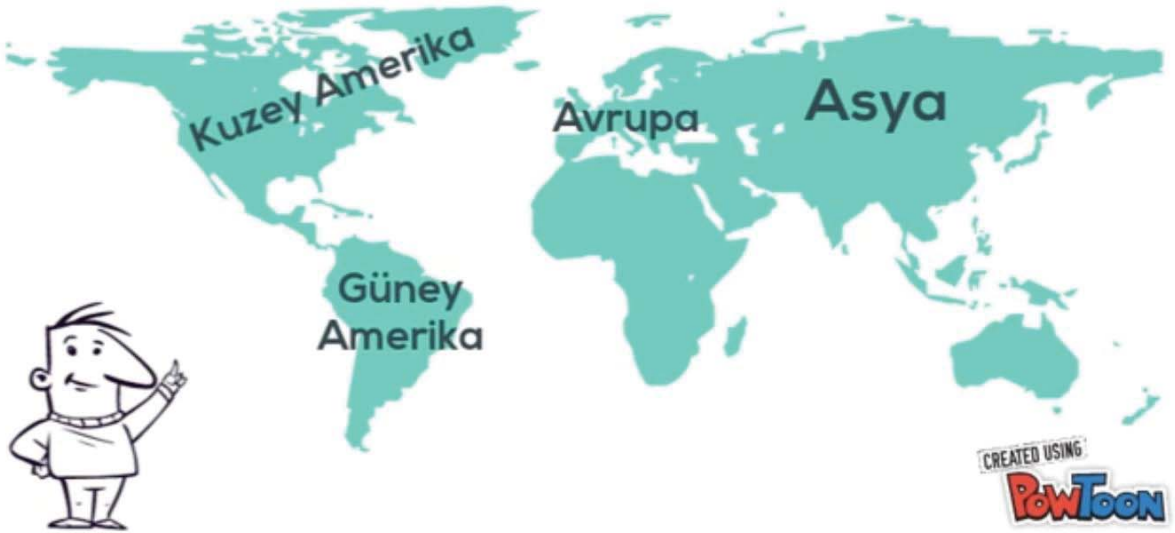 Kuzey Amerika
Avrupa
Asya
Güney
Amerika
CREATED USING
POWTOON